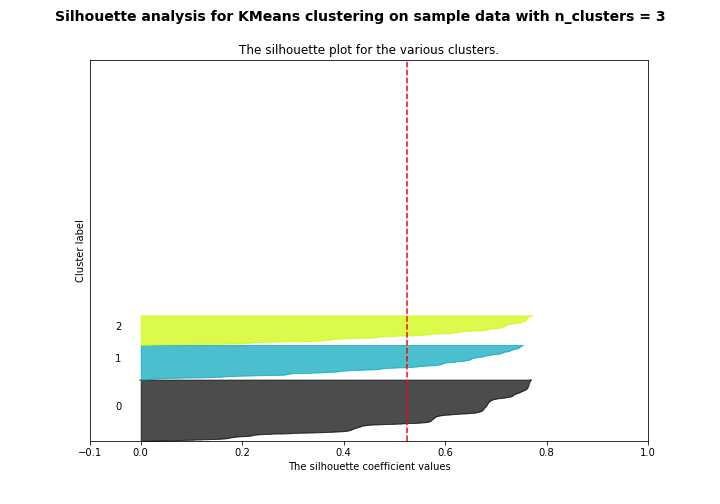 Silhouette analysis for KMeans clustering on sample data with n_clusters = 3
The silhouette plot for the various clusters.
Cluster label
2
1
0
−0.1 0.0 0.2 0.4 0.6 0.8 1.0
The silhouette coefficient values